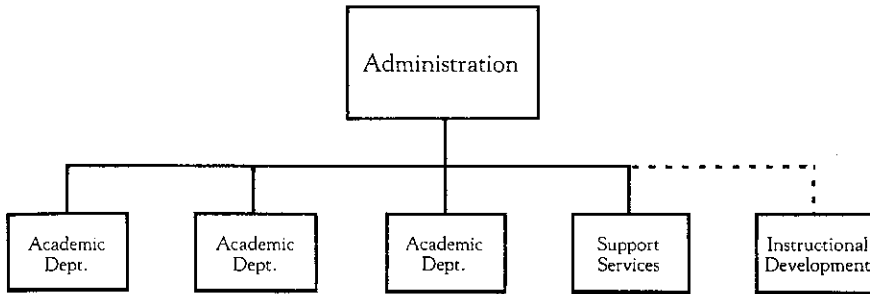 Administration
Academic
Dept.
Academic
Dept.
Academic
Dept.
Support
Services
Instructional
Development